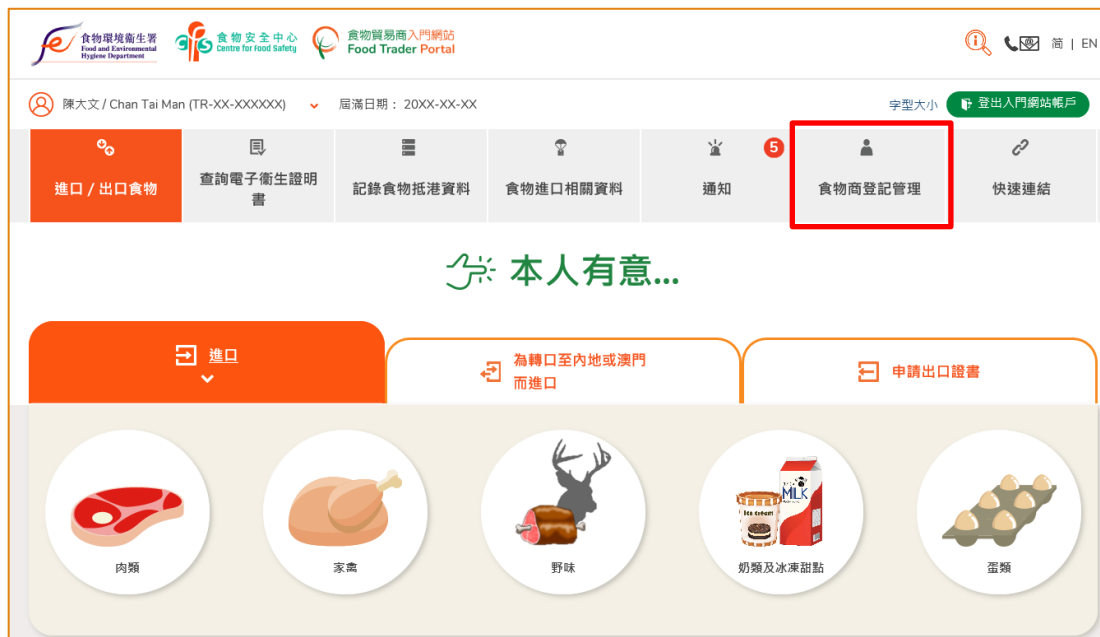 食物環境衞生署
Food and Environmental
Hygiene Department
食物安全中心
Centre for Food Safety
食物貿易商入門網站
Food Trader Portal
简 | EN
陳大文 / Chan Tai Man (TR-XX-XXXXXX)
屆滿日期： 20XX-XX-XX
字型大小
登出入門網站帳戶
進口 / 出口食物
查詢電子衞生證明
書
記錄食物抵港資料
食物進口相關資料
通知
5
食物商登記管理
快速連結
本人有意...
進口
為轉口至內地或澳門
而進口
申請出口證書
MILK
Ice Cream
肉類
家禽
野味
奶類及冰凍甜點
蛋類